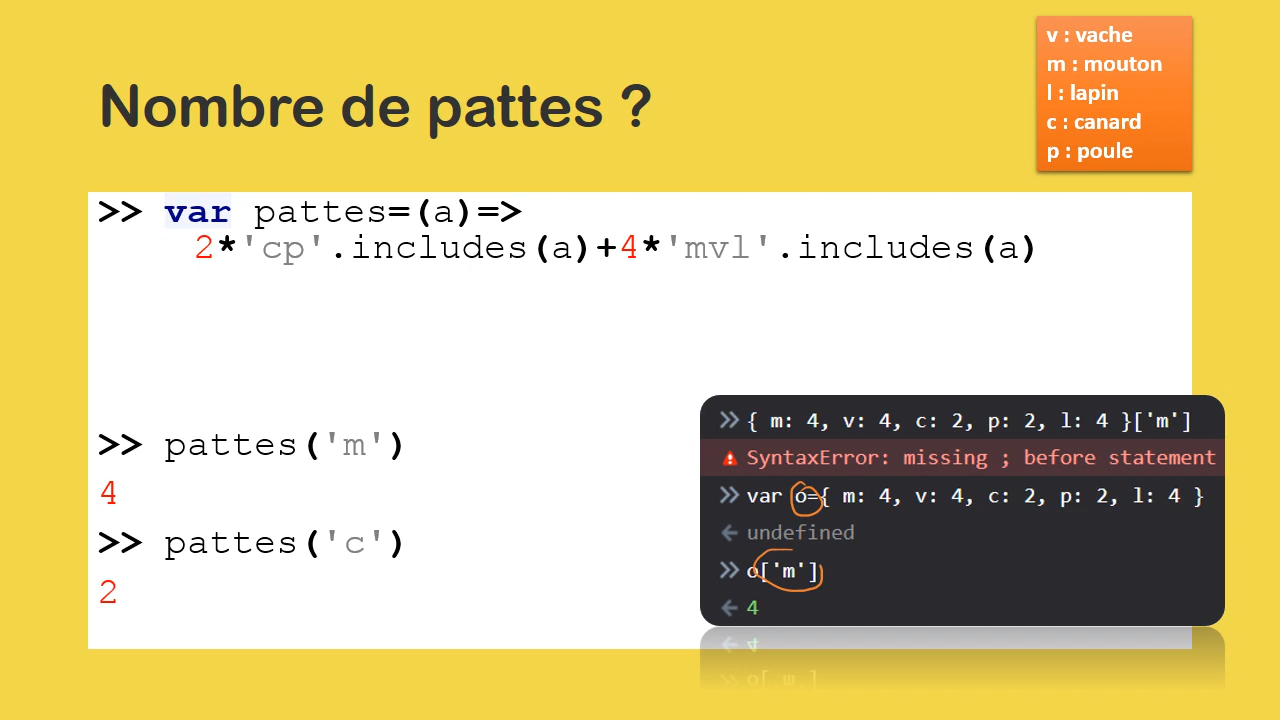 Nombre de pattes ?
v : vache
m : mouton
l : lapin
c : canard
p : poule
>> var pattes=(a)=>
2*'cp'.includes(a)+4*'mvl'.includes(a)
>> pattes('m')
4
>> pattes('c')
2
>> { m: 4, v: 4, c: 2, p: 2, l: 4 }['m']
SyntaxError: missing ; before statement
>> var o={ m: 4, v: 4, c: 2, p: 2, l: 4 }
← undefined
>> o['m']
← 4